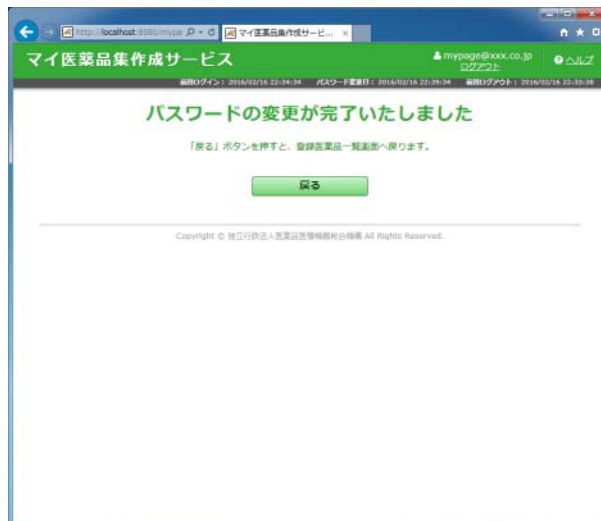 http://localhost:8080/mypa
マイ医薬品集作成サービ... ×
マイ医薬品集作成サービス
mypage@xxx.co.jp
ログアウト
ヘルプ
前回ログイン: 2016/02/16 22:34:34 パスワード変更日: 2016/02/16 22:39:34 前回ログアウト: 2016/02/16 22:35:38
パスワードの変更が完了いたしました
「戻る」ボタンを押すと、登録医薬品一覧画面へ戻ります。
戻る
Copyright © 独立行政法人医薬品医療機器総合機構 All Rights Reserved.